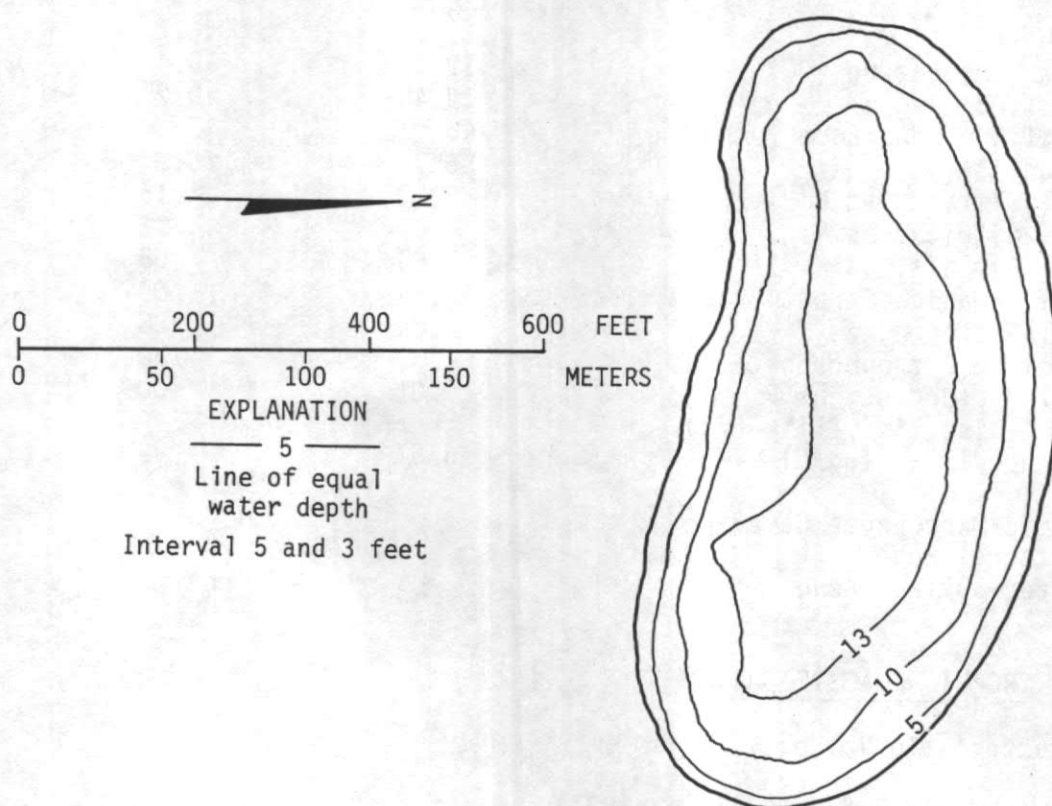 N
0 200 400 600 FEET
0 50 100 150 METERS
EXPLANATION
5
Line of equal
water depth
Interval 5 and 3 feet
13
10
5